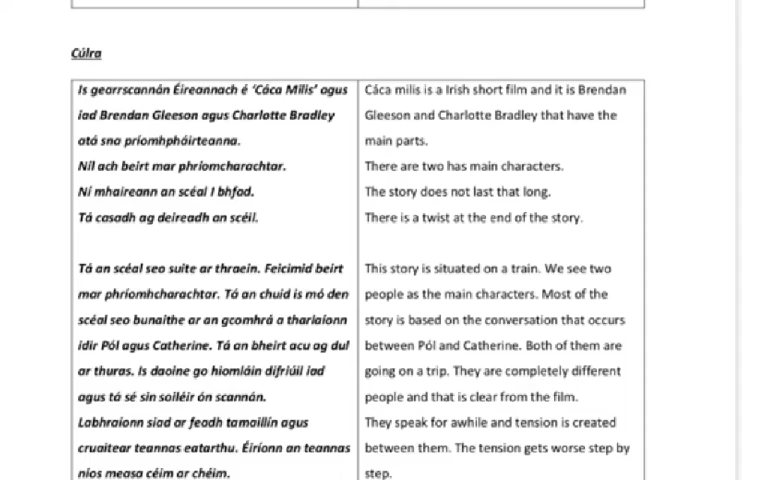 Cúlra
Is gearrscannán Éireannach é ‘Cáca Milis’ agus
iad Brendan Gleeson agus Charlotte Bradley
atá sna príomhpháirteanna.
Níl ach beirt mar phríomcharachtar.
Ní mhaireann an scéal I bhfad.
Tá casadh ag deireadh an scéil.
Tá an scéal seo suite ar thraein. Feicimid beirt
mar phríomhcharachtar. Tá an chuid is mó den
scéal seo bunaithe ar an gcomhrá a tharlaíonn
idir Pól agus Catherine. Tá an bheirt acu ag dul
ar thuras. Is daoine go hiomláin difriúil iad
agus tá sé sin soiléir ón scannán.
Labhraíonn siad ar feadh tamaillín agus
cruaitear teannas eatarthu. Éiríonn an teannas
níos measa céim ar chéim.
Cáca milis is a Irish short film and it is Brendan
Gleeson and Charlotte Bradley that have the
main parts.
There are two has main characters.
The story does not last that long.
There is a twist at the end of the story.
This story is situated on a train. We see two
people as the main characters. Most of the
story is based on the conversation that occurs
between Pól and Catherine. Both of them are
going on a trip. They are completely different
people and that is clear from the film.
They speak for awhile and tension is created
between them. The tension gets worse step by
step.